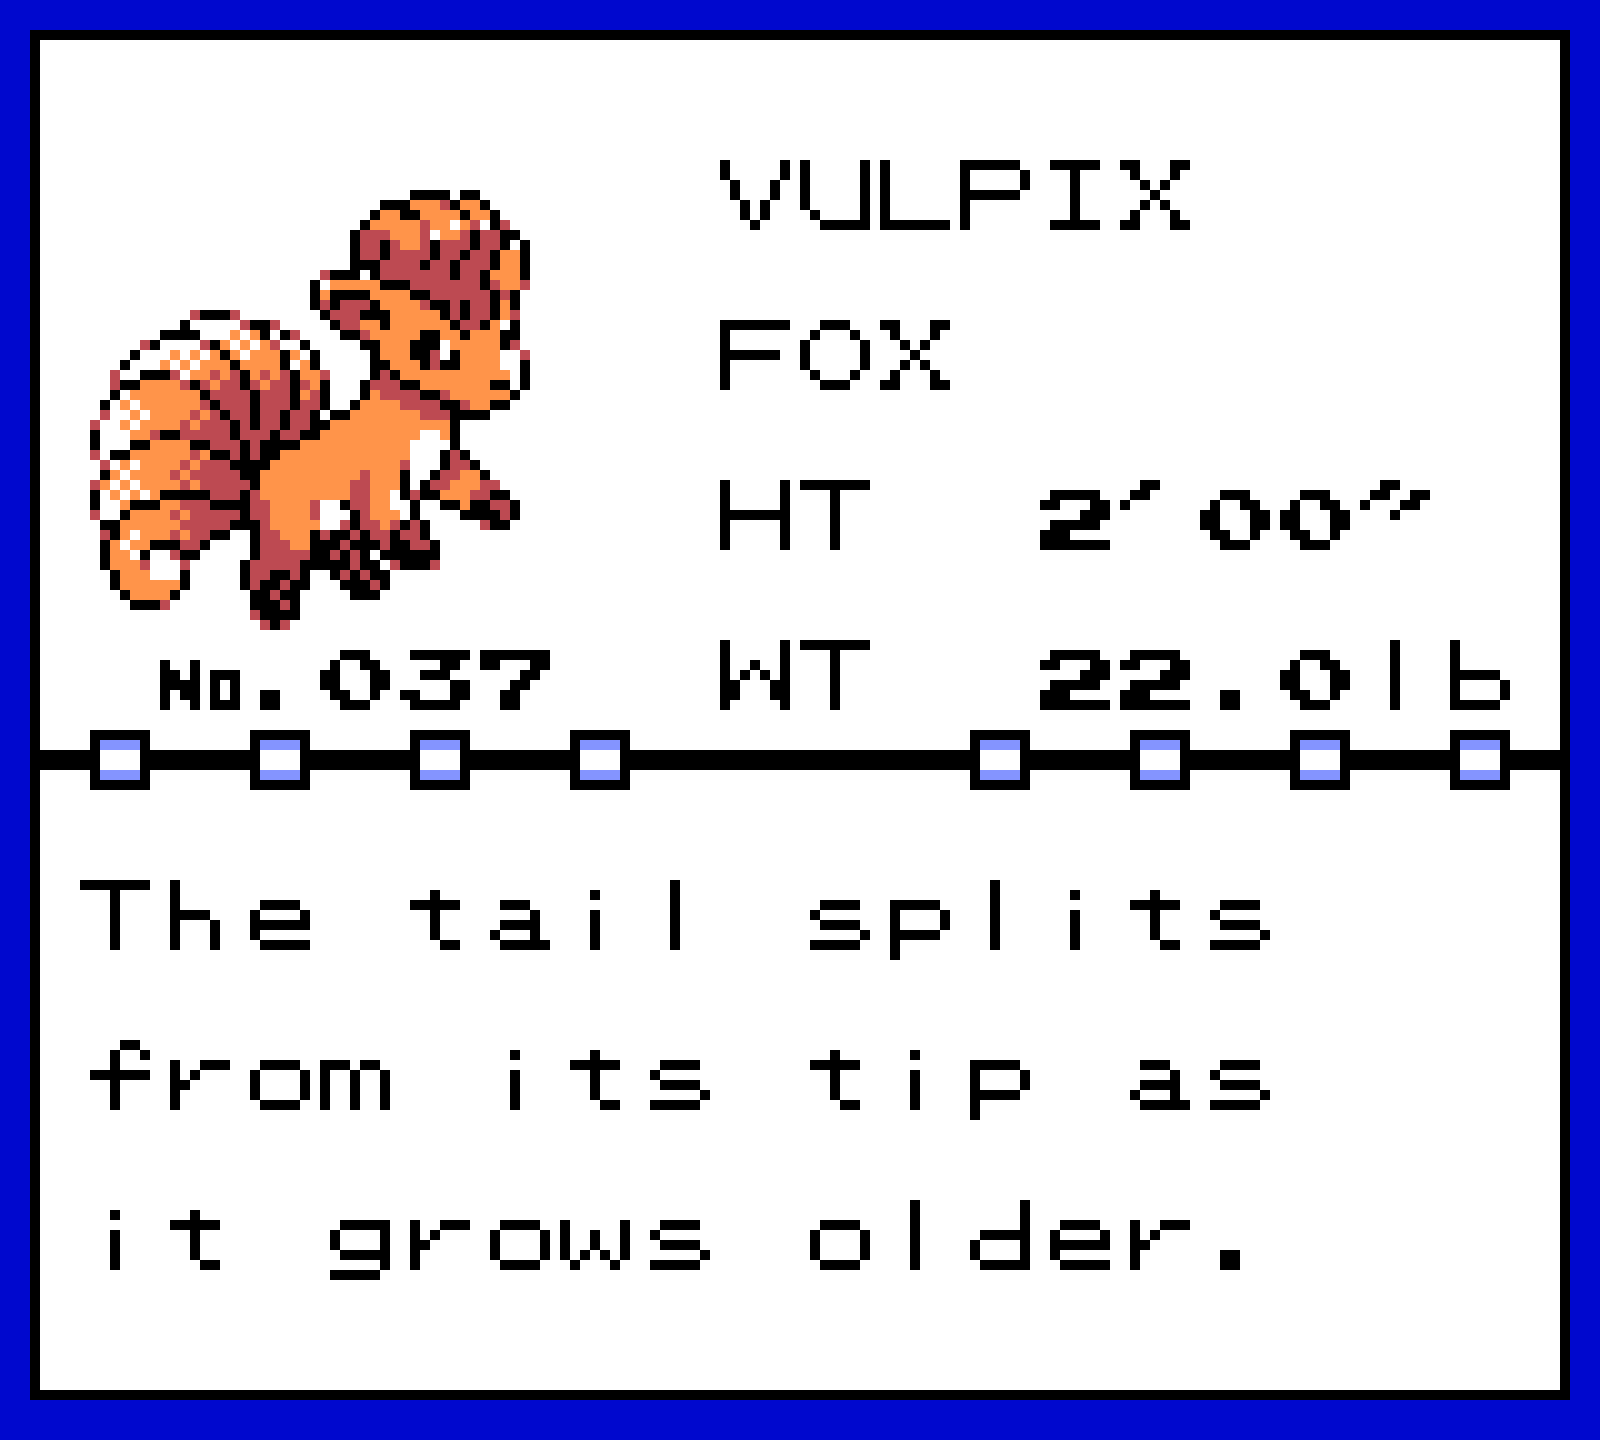 VULPIX
FOX
HT 2′00″
No.037 WT 22.0lb
The tail splits
from its tip as
it grows older.